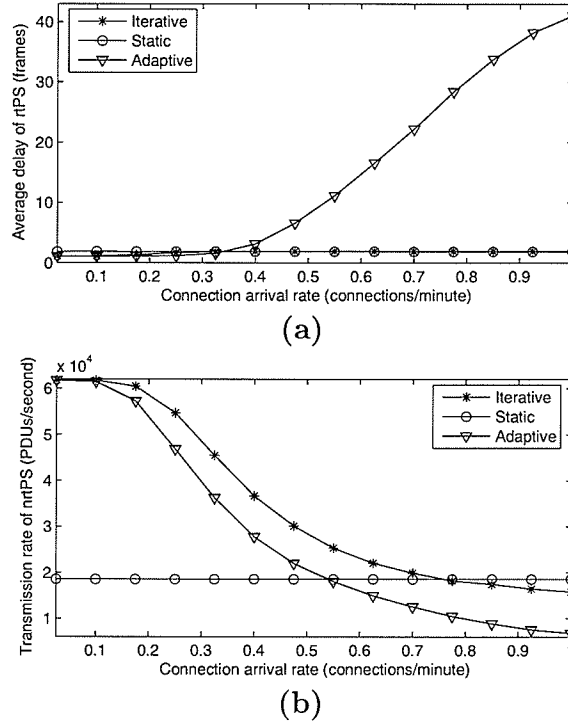 40
30
20
10
0
Average delay of rtPS (frames)
Iterative
Static
Adaptive
0.1 0.2 0.3 0.4 0.5 0.6 0.7 0.8 0.9
Connection arrival rate (connections/minute)
(a)
x 10^4
6
5
4
3
2
1
Transmission rate of nrtPS (PDUs/second)
Iterative
Static
Adaptive
0.1 0.2 0.3 0.4 0.5 0.6 0.7 0.8 0.9
Connection arrival rate (connections/minute)
(b)